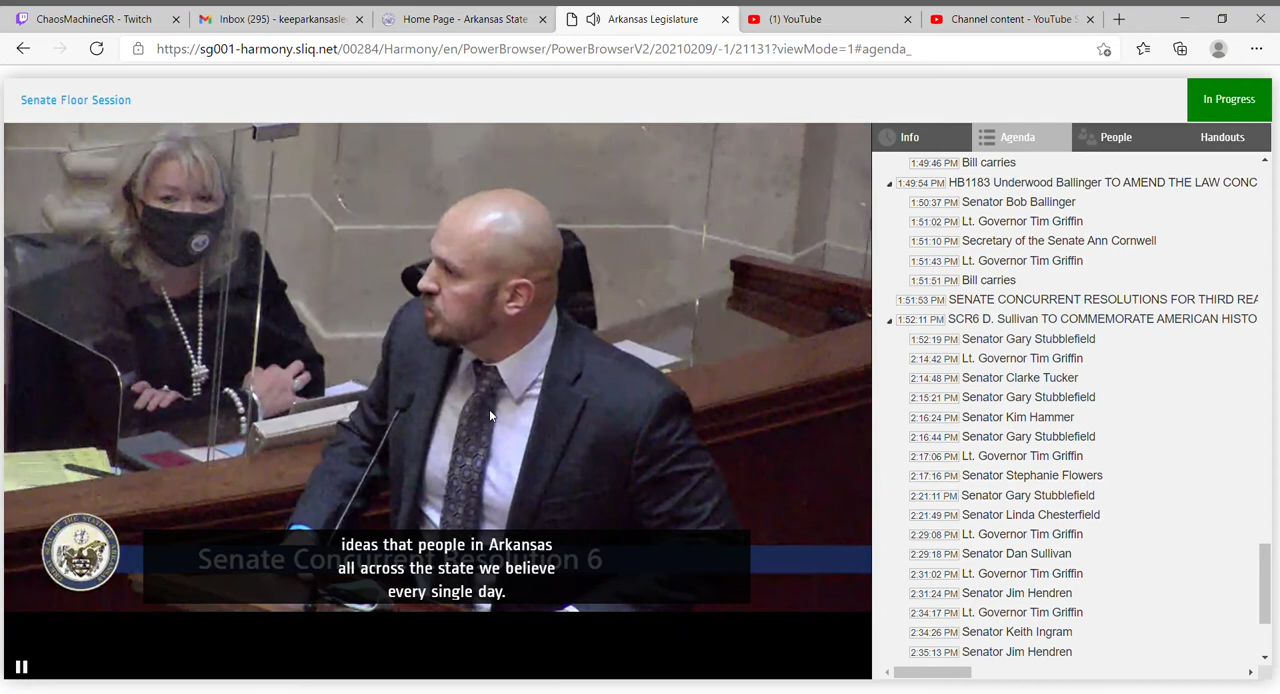 ChaosMachineGR - Twitch
Inbox (295) - keeparkansasle
Home Page - Arkansas State
Arkansas Legislature
(1) YouTube
Channel content - YouTube S
https://sg001-harmony.sliq.net/00284/Harmony/en/PowerBrowser/PowerBrowserV2/20210209/-1/21131?viewMode=1#agenda_
Senate Floor Session
In Progress
Info
Agenda
People
Handouts
1:49:46 PM Bill carries
1:49:54 PM HB1183 Underwood Ballinger TO AMEND THE LAW CONC
1:50:37 PM Senator Bob Ballinger
1:51:02 PM Lt. Governor Tim Griffin
1:51:10 PM Secretary of the Senate Ann Cornwell
1:51:43 PM Lt. Governor Tim Griffin
1:51:51 PM Bill carries
1:51:53 PM SENATE CONCURRENT RESOLUTIONS FOR THIRD REA
1:52:11 PM SCR6 D. Sullivan TO COMMEMORATE AMERICAN HISTO
1:52:19 PM Senator Gary Stubblefield
2:14:42 PM Lt. Governor Tim Griffin
2:14:48 PM Senator Clarke Tucker
2:15:21 PM Senator Gary Stubblefield
2:16:24 PM Senator Kim Hammer
2:16:44 PM Senator Gary Stubblefield
2:17:06 PM Lt. Governor Tim Griffin
2:17:16 PM Senator Stephanie Flowers
2:21:11 PM Senator Gary Stubblefield
2:21:49 PM Senator Linda Chesterfield
2:29:08 PM Lt. Governor Tim Griffin
2:29:18 PM Senator Dan Sullivan
2:31:02 PM Lt. Governor Tim Griffin
2:31:24 PM Senator Jim Hendren
2:34:17 PM Lt. Governor Tim Griffin
2:34:26 PM Senator Keith Ingram
2:35:13 PM Senator Jim Hendren
Senate Concurrent Resolution 6
ideas that people in Arkansas
all across the state we believe
every single day.